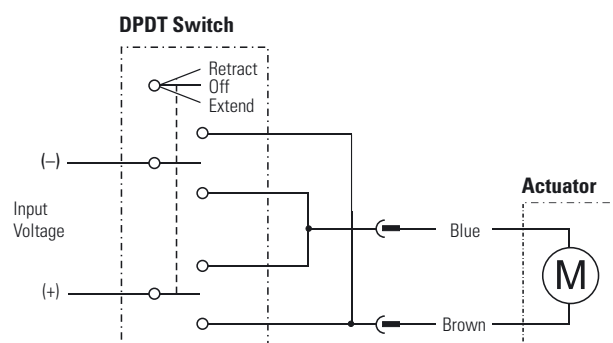 DPDT Switch
Retract
Off
Extend
(–)
Input
Voltage
(+)
Actuator
Blue
M
Brown